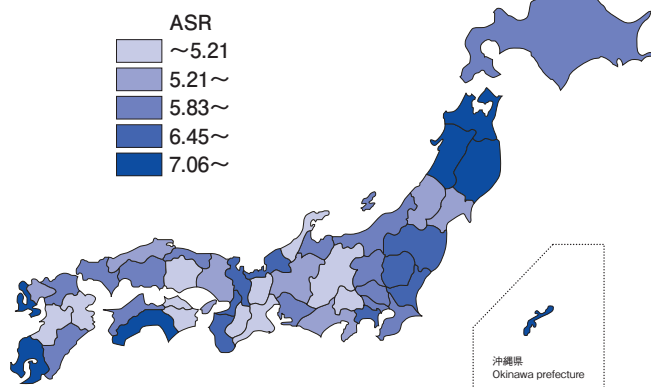 ASR
～5.21
5.21～
5.83～
6.45～
7.06～
沖縄県
Okinawa prefecture